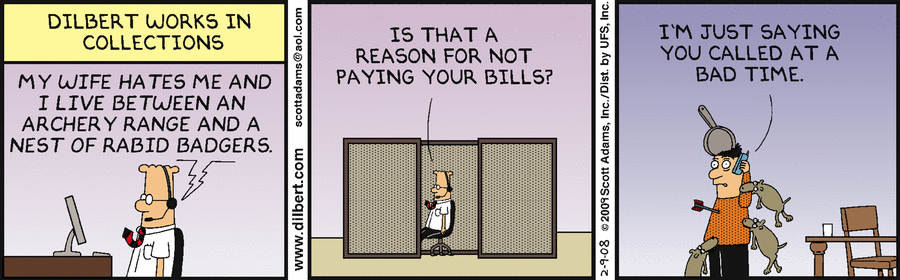 DILBERT WORKS IN
COLLECTIONS
MY WIFE HATES ME AND
I LIVE BETWEEN AN
ARCHERY RANGE AND A
NEST OF RABID BADGERS.
www.dilbert.com scottadams@aol.com
IS THAT A
REASON FOR NOT
PAYING YOUR BILLS?
2-9-08 ©2009 Scott Adams, Inc./Dist. by UFS, Inc.
I'M JUST SAYING
YOU CALLED AT A
BAD TIME.